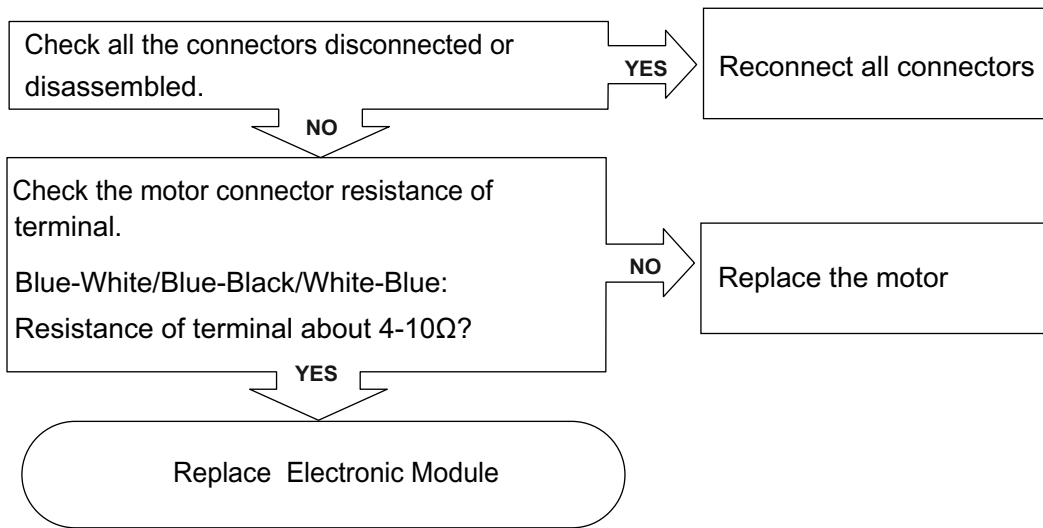 Check all the connectors disconnected or
disassembled.
YES
Reconnect all connectors
NO
Check the motor connector resistance of
terminal.
Blue-White/Blue-Black/White-Blue:
Resistance of terminal about 4-10Ω?
NO
Replace the motor
YES
Replace Electronic Module